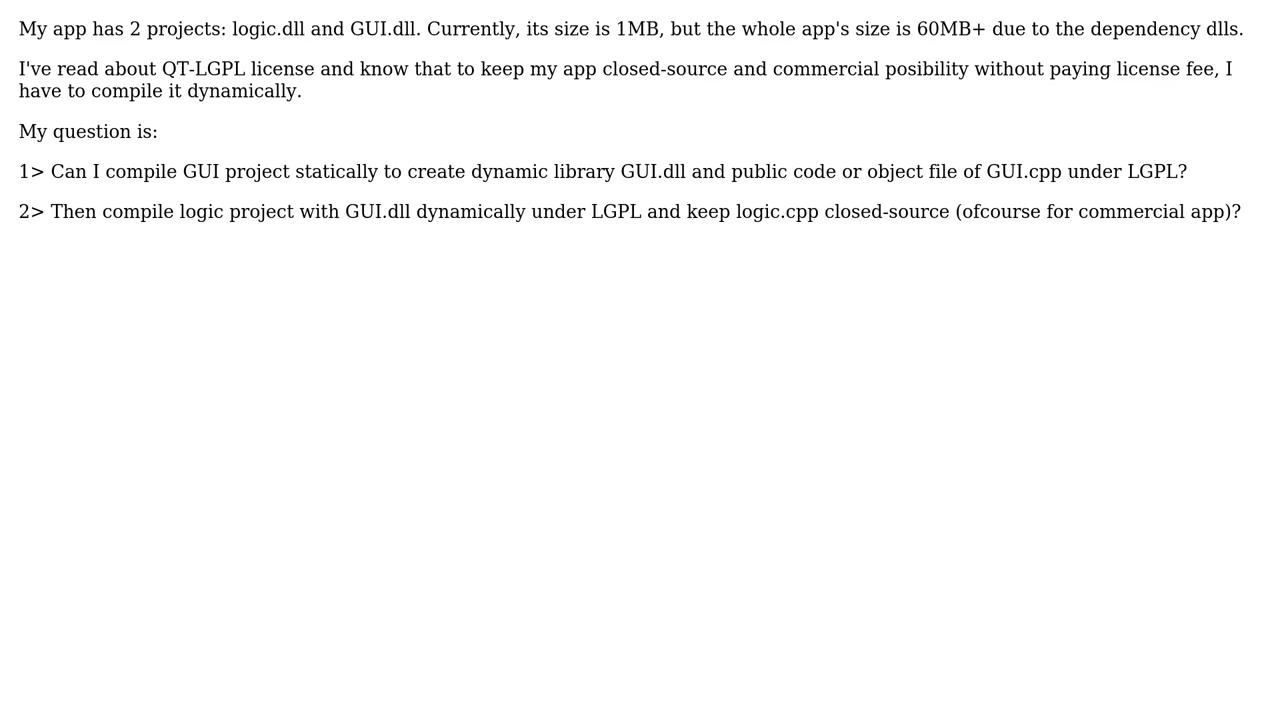 My app has 2 projects: logic.dll and GUI.dll. Currently, its size is 1MB, but the whole app's size is 60MB+ due to the dependency dlls.
I've read about QT-LGPL license and know that to keep my app closed-source and commercial posibility without paying license fee, I
have to compile it dynamically.
My question is:
1> Can I compile GUI project statically to create dynamic library GUI.dll and public code or object file of GUI.cpp under LGPL?
2> Then compile logic project with GUI.dll dynamically under LGPL and keep logic.cpp closed-source (ofcourse for commercial app)?